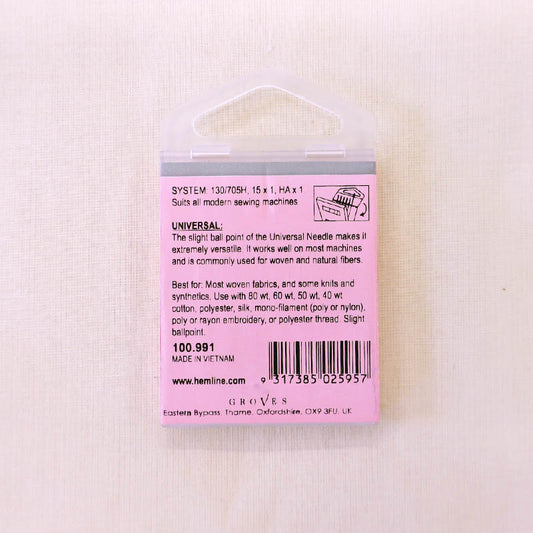 SYSTEM: 130/705H, 15 x 1, HA x 1
Suits all modern sewing machines
UNIVERSAL:
The slight ball point of the Universal Needle makes it
extremely versatile. It works well on most machines
and is commonly used for woven and natural fibers.
Best for: Most woven fabrics, and some knits and
synthetics. Use with 80 wt, 60 wt, 50 wt, 40 wt
cotton, polyester, silk, mono-filament (poly or nylon),
poly or rayon embroidery, or polyester thread. Slight
ballpoint.
100.991
MADE IN VIETNAM
www.hemline.com
9 317385 025957
GROVES
Eastern Bypass, Thame, Oxfordshire, OX9 3FU, UK